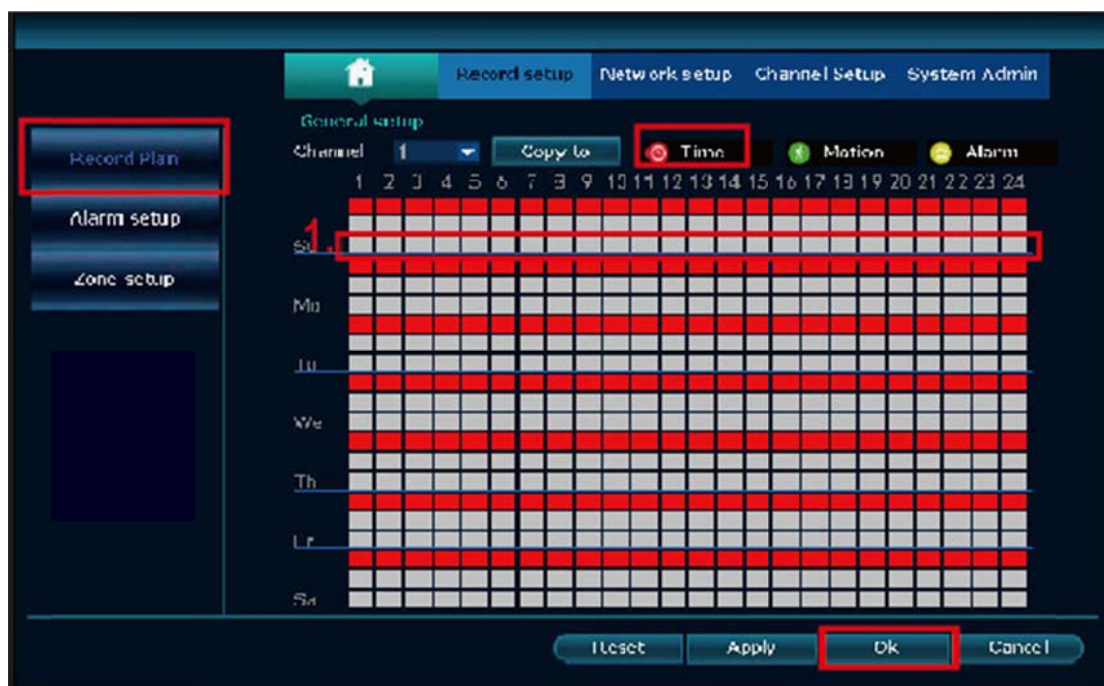 Record setup Network setup Channel Setup System Admin
General setup
Record Plan
Channel 1 Copy to Time Motion Alarm
1 2 3 4 5 6 7 8 9 10 11 12 13 14 15 16 17 18 19 20 21 22 23 24
Alarm setup
1.
Su
Zone setup
Mo
Tu
We
Th
Fr
Sa
Reset Apply Ok Cancel